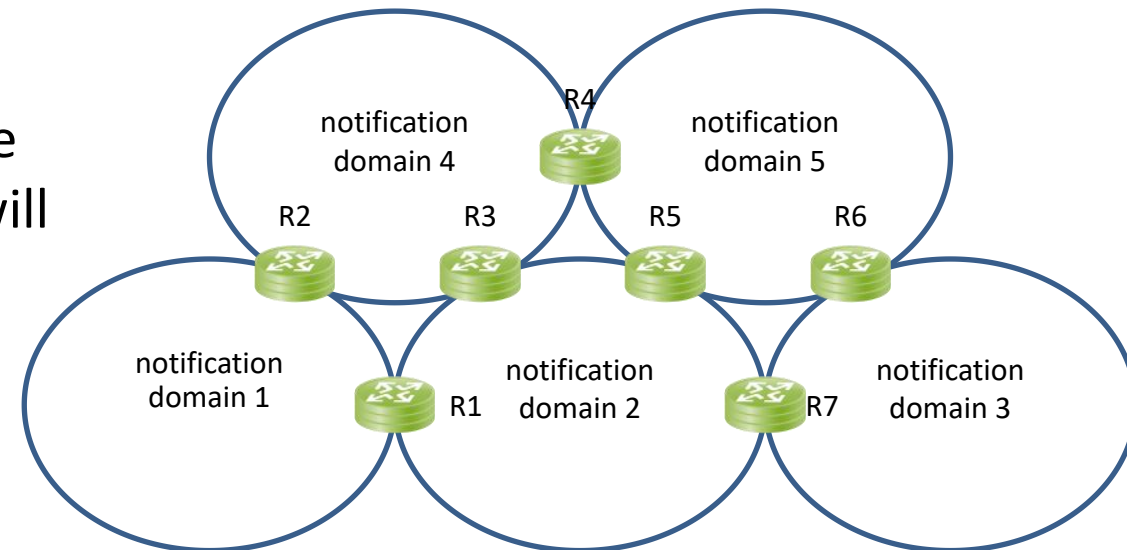 R4
notification
domain 4
notification
domain 5
will
R2
R3
R5
R6
notification
domain 1
R1
notification
domain 2
R7
notification
domain 3